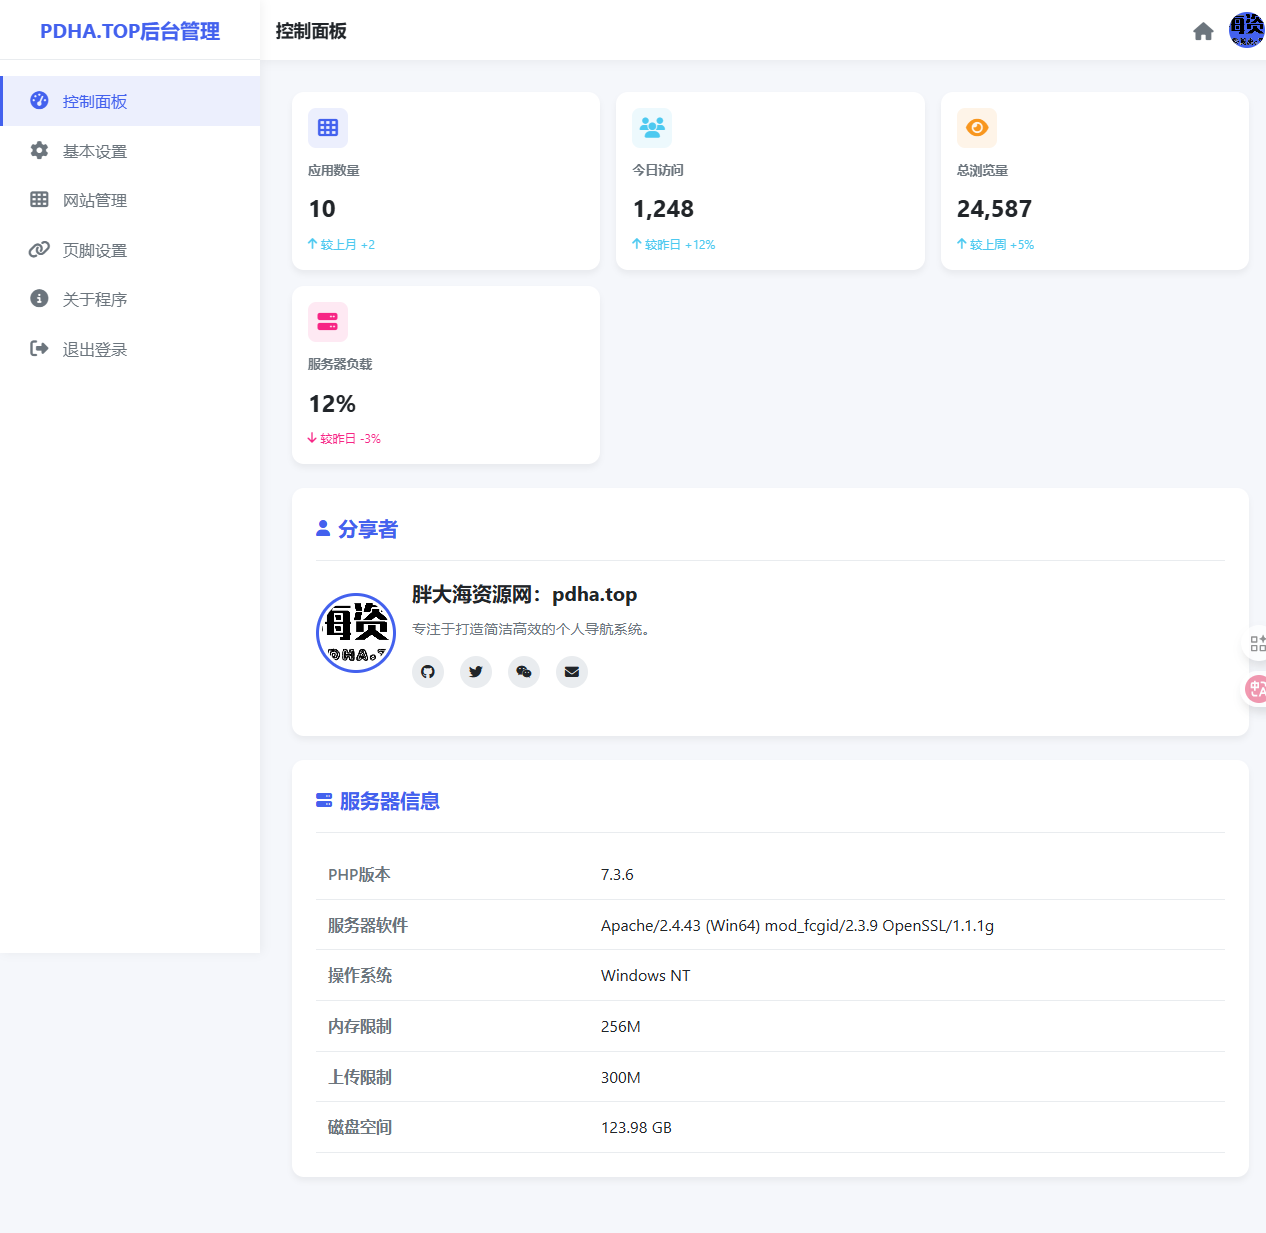 PDHA.TOP后台管理
控制面板
基本设置
网站管理
页脚设置
关于程序
退出登录
控制面板
应用数量
10
较上月 +2
今日访问
1,248
较昨日 +12%
总浏览量
24,587
较上周 +5%
服务器负载
12%
较昨日 -3%
分享者
胖大海资源网：pdha.top
专注于打造简洁高效的个人导航系统。
服务器信息
PHP版本 7.3.6
服务器软件 Apache/2.4.43 (Win64) mod_fcgid/2.3.9 OpenSSL/1.1.1g
操作系统 Windows NT
内存限制 256M
上传限制 300M
磁盘空间 123.98 GB